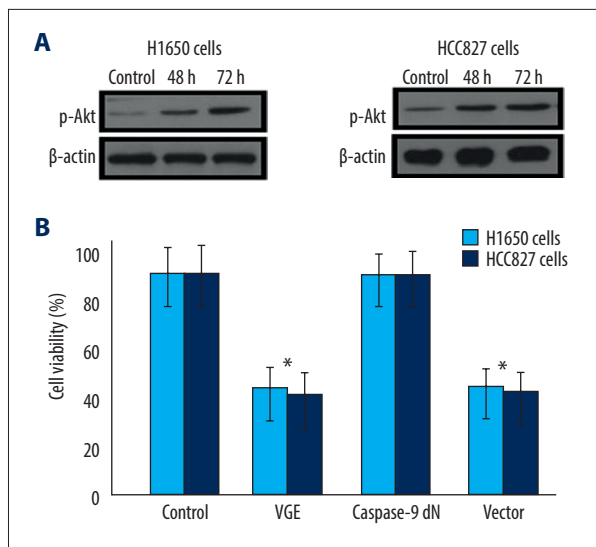 A
H1650 cells
Control 48 h 72 h
p-Akt
β-actin
HCC827 cells
Control 48 h 72 h
p-Akt
β-actin
B
H1650 cells
HCC827 cells
Cell viability (%)
100
80
60
40
20
0
*
*
Control VGE Caspase-9 dN Vector